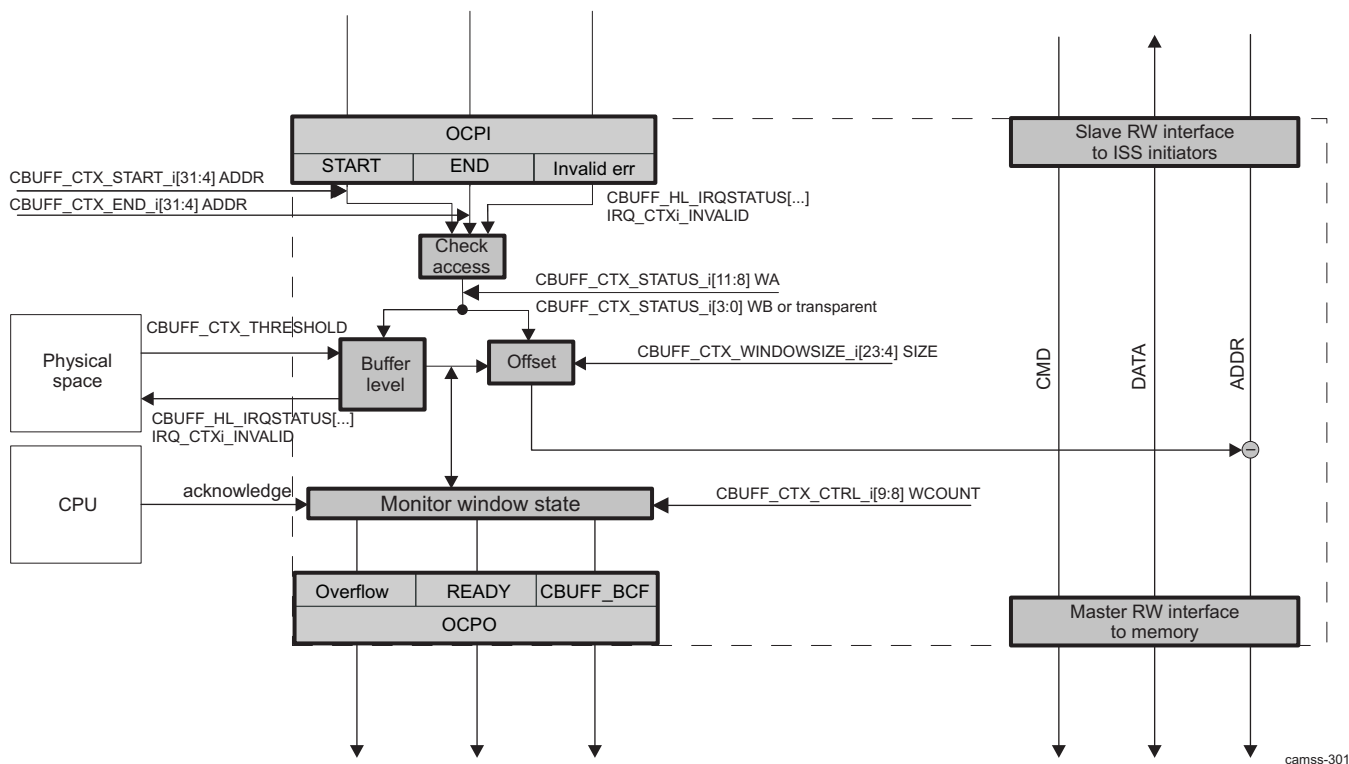 OCPI
START END Invalid err
Slave RW interface
to ISS initiators
CBUFF_CTX_START_i[31:4] ADDR
CBUFF_CTX_END_i[31:4] ADDR
CBUFF_HL_IRQSTATUS[...]
IRQ_CTXi_INVALID
Check
access
CBUFF_CTX_STATUS_i[11:8] WA
CBUFF_CTX_STATUS_i[3:0] WB or transparent
Physical
space
CBUFF_CTX_THRESHOLD
Buffer
level
Offset
CBUFF_CTX_WINDOWSIZE_i[23:4] SIZE
CMD
DATA
ADDR
CBUFF_HL_IRQSTATUS[...]
IRQ_CTXi_INVALID
CPU
acknowledge
Monitor window state
CBUFF_CTX_CTRL_i[9:8] WCOUNT
Overflow READY CBUFF_BCF
OCPO
Master RW interface
to memory
camss-301